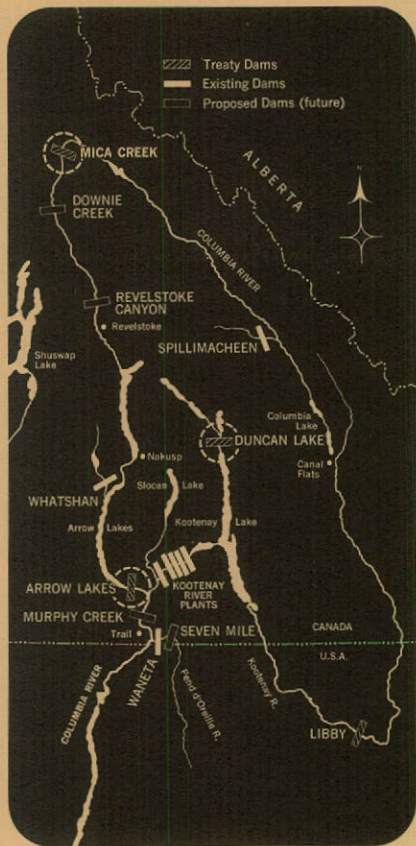 Treaty Dams
Existing Dams
Proposed Dams (future)
MICA CREEK
ALBERTA
DOWNIE
CREEK
N
COLUMBIA RIVER
REVELSTOKE
CANYON
Revelstoke
SPILLIMACHEEN
Shuswap
Lake
Columbia
Lake
DUNCAN LAKE
Canal
Flats
Nakusp
Slocan Lake
WHATSHAN
Arrow Lakes
Kootenay Lake
ARROW LAKES
KOOTENAY
RIVER
PLANTS
MURPHY CREEK
Trail
SEVEN MILE
CANADA
U.S.A.
WANETA
COLUMBIA RIVER
Pend d'Oreille R.
Kootenay R.
LIBBY